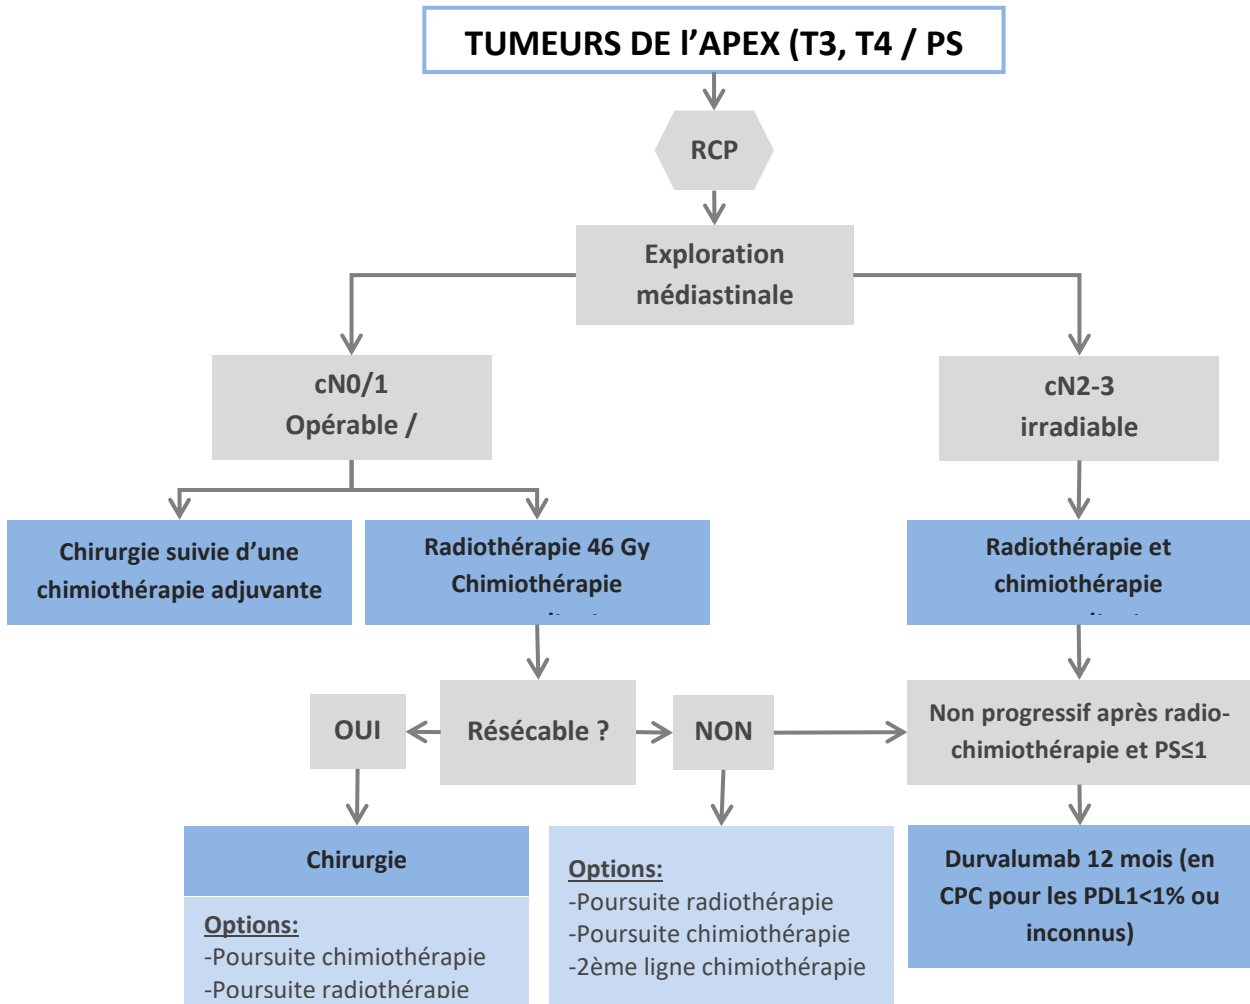 TUMEURS DE l'APEX (T3, T4 / PS
RCP
Exploration
médiastinale
cN0/1
Opérable /
cN2-3
irradiable
Chirurgie suivie d'une
chimiothérapie adjuvante
Radiothérapie 46 Gy
Chimiothérapie
Radiothérapie et
chimiothérapie
OUI
Résécable ?
NON
Non progressif après radio-
chimiothérapie et PS≤1
Chirurgie
Options:
-Poursuite chimiothérapie
-Poursuite radiothérapie
Options:
-Poursuite radiothérapie
-Poursuite chimiothérapie
-2ème ligne chimiothérapie
Durvalumab 12 mois (en
CPC pour les PDL1<1% ou
inconnus)